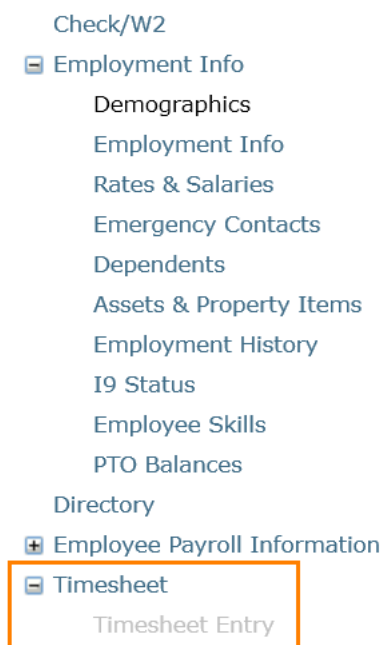 Check/W2
Employment Info
Demographics
Employment Info
Rates & Salaries
Emergency Contacts
Dependents
Assets & Property Items
Employment History
I9 Status
Employee Skills
PTO Balances
Directory
Employee Payroll Information
Timesheet
Timesheet Entry